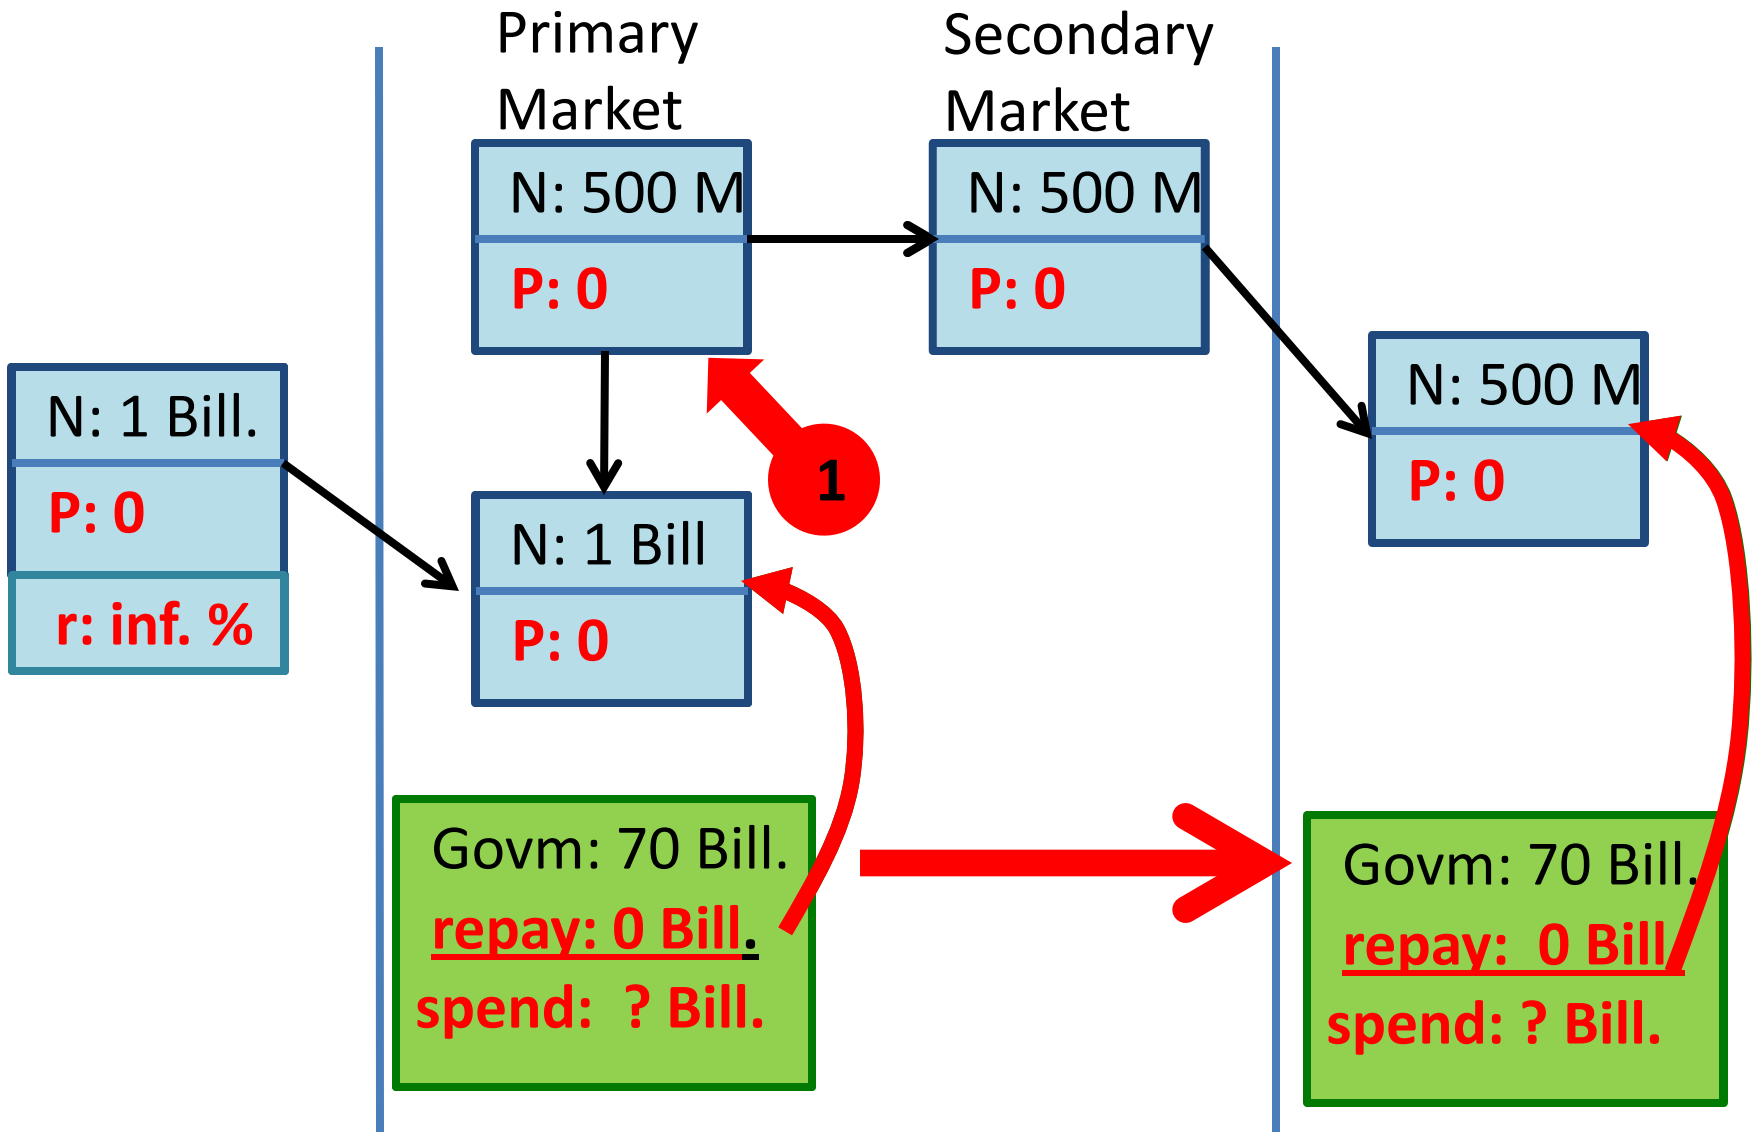 Primary
Market
Secondary
Market
N: 500 M
P: 0
N: 500 M
P: 0
N: 1 Bill.
P: 0
r: inf. %
1
N: 1 Bill
P: 0
N: 500 M
P: 0
Govm: 70 Bill.
repay: 0 Bill.
spend: ? Bill.
Govm: 70 Bill.
repay: 0 Bill
spend: ? Bill.